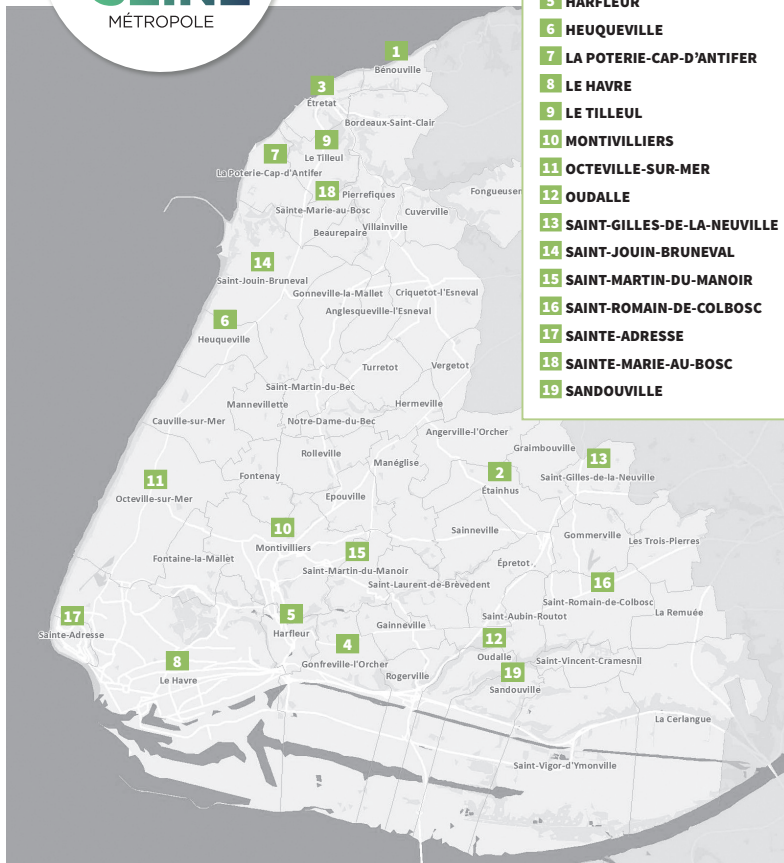 SEINE
MÉTROPOLE
5 HARFLEUR
6 HEUQUEVILLE
7 LA POTERIE-CAP-D'ANTIFER
8 LE HAVRE
9 LE TILLEUL
10 MONTIVILLIERS
11 OCTEVILLE-SUR-MER
12 OUDALLE
13 SAINT-GILLES-DE-LA-NEUVILLE
14 SAINT-JOUIN-BRUNEVAL
15 SAINT-MARTIN-DU-MANOIR
16 SAINT-ROMAIN-DE-COLBOSC
17 SAINTE-ADRESSE
18 SAINTE-MARIE-AU-BOSC
19 SANDOUVILLE
1
Bénouville
3
Étretat
Bordeaux-Saint-Clair
9
Le Tilleul
7
La Poterie-Cap-d'Antifer
18
Pierrefiques
Sainte-Marie-au-Bosc
Cuverville
Villainville
Beaurepaire
14
Saint-Jouin-Bruneval
Gonneville-la-Mallet
Criquetot-l'Esneval
Anglesqueville-l'Esneval
6
Heuqueville
Turretot
Vergetot
Saint-Martin-du-Bec
Mannevillette
Hermeville
Cauville-sur-Mer
Notre-Dame-du-Bec
Angerville-l'Orcher
Graimbouville
Rolleville
Manéglise
13
Saint-Gilles-de-la-Neuville
2
Étainhus
11
Octeville-sur-Mer
Fontenay
Epouville
10
Montivilliers
Sainneville
Gommerville
Les Trois-Pierres
15
Saint-Martin-du-Manoir
Fontaine-la-Mallet
Épretot
Saint-Laurent-de-Brèvedent
16
Saint-Romain-de-Colbosc
La Remuée
17
Sainte-Adresse
5
Harfleur
Gainneville
Saint-Aubin-Routot
4
Gonfreville-l'Orcher
12
Oudalle
Saint-Vincent-Cramesnil
8
Le Havre
Rogerville
19
Sandouville
La Cerlangue
Saint-Vigor-d'Ymonville